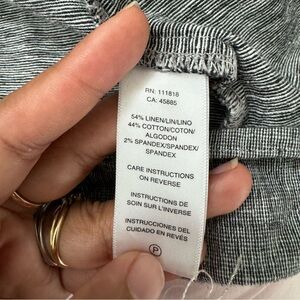 RN: 111818
CA: 45885
54% LINEN/LIN/LINO
44% COTTON/COTON/
ALGODON
2% SPANDEX/SPANDEX/
SPANDEX
CARE INSTRUCTIONS
ON REVERSE
INSTRUCTIONS DE
SOIN SUR L'INVERSE
INSTRUCCIONES DEL
CUIDADO EN REVÉS
P